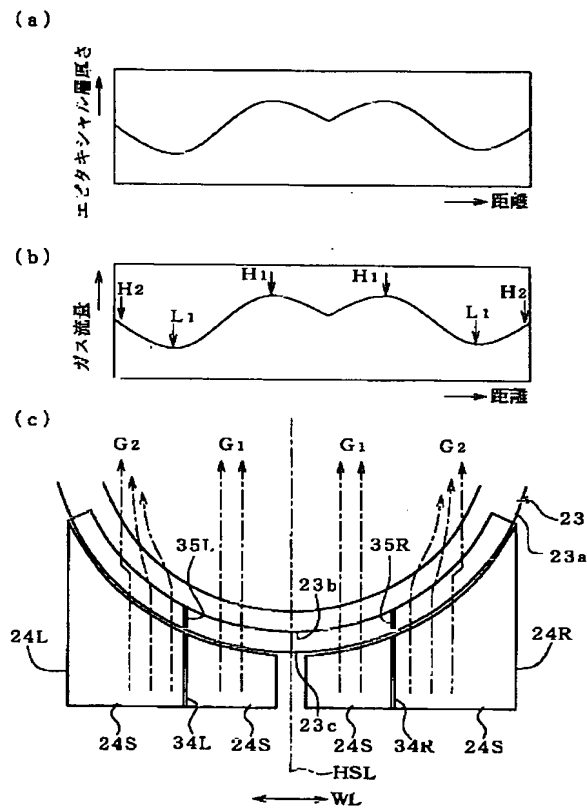 (a)
エピタキシャル層厚さ
距離
(b)
ガス流量
H2
L1
H1
H1
L1
H2
距離
(c)
G2
G1
G1
G2
23
23a
35L
35R
23b
24L
24R
23c
24S
34L
24S
24S
34R
24S
HSL
WL